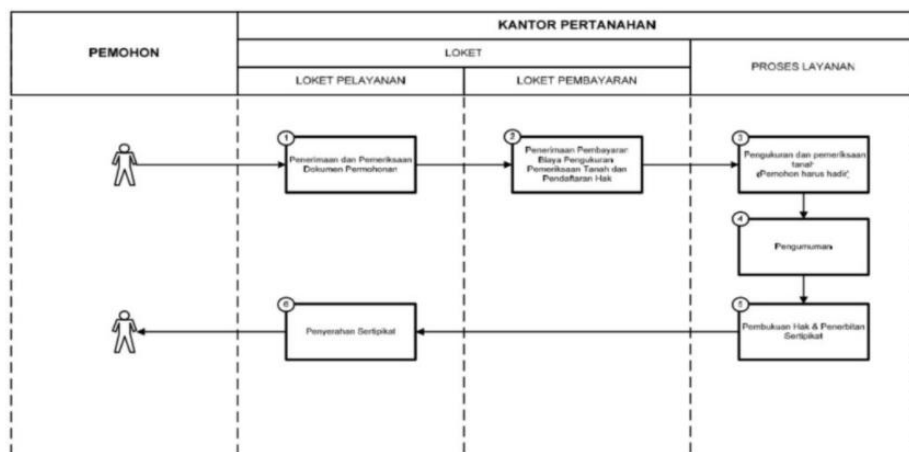 PEMOHON
KANTOR PERTANAHAN
LOKET
PROSES LAYANAN
LOKET PELAYANAN
LOKET PEMBAYARAN
1
Penerimaan dan Pemeriksaan
Dokumen Permohonan
2
Penerimaan Pembayaran
Biaya Pengukuran
Pemeriksaan Tanah dan
Pendaftaran Hak
3
Pengukuran dan pemeriksaan
tanah
(Pemohon harus hadir)
4
Pengumuman
5
Pembukuan Hak & Penerbitan
Sertipikat
6
Penyerahan Sertipikat